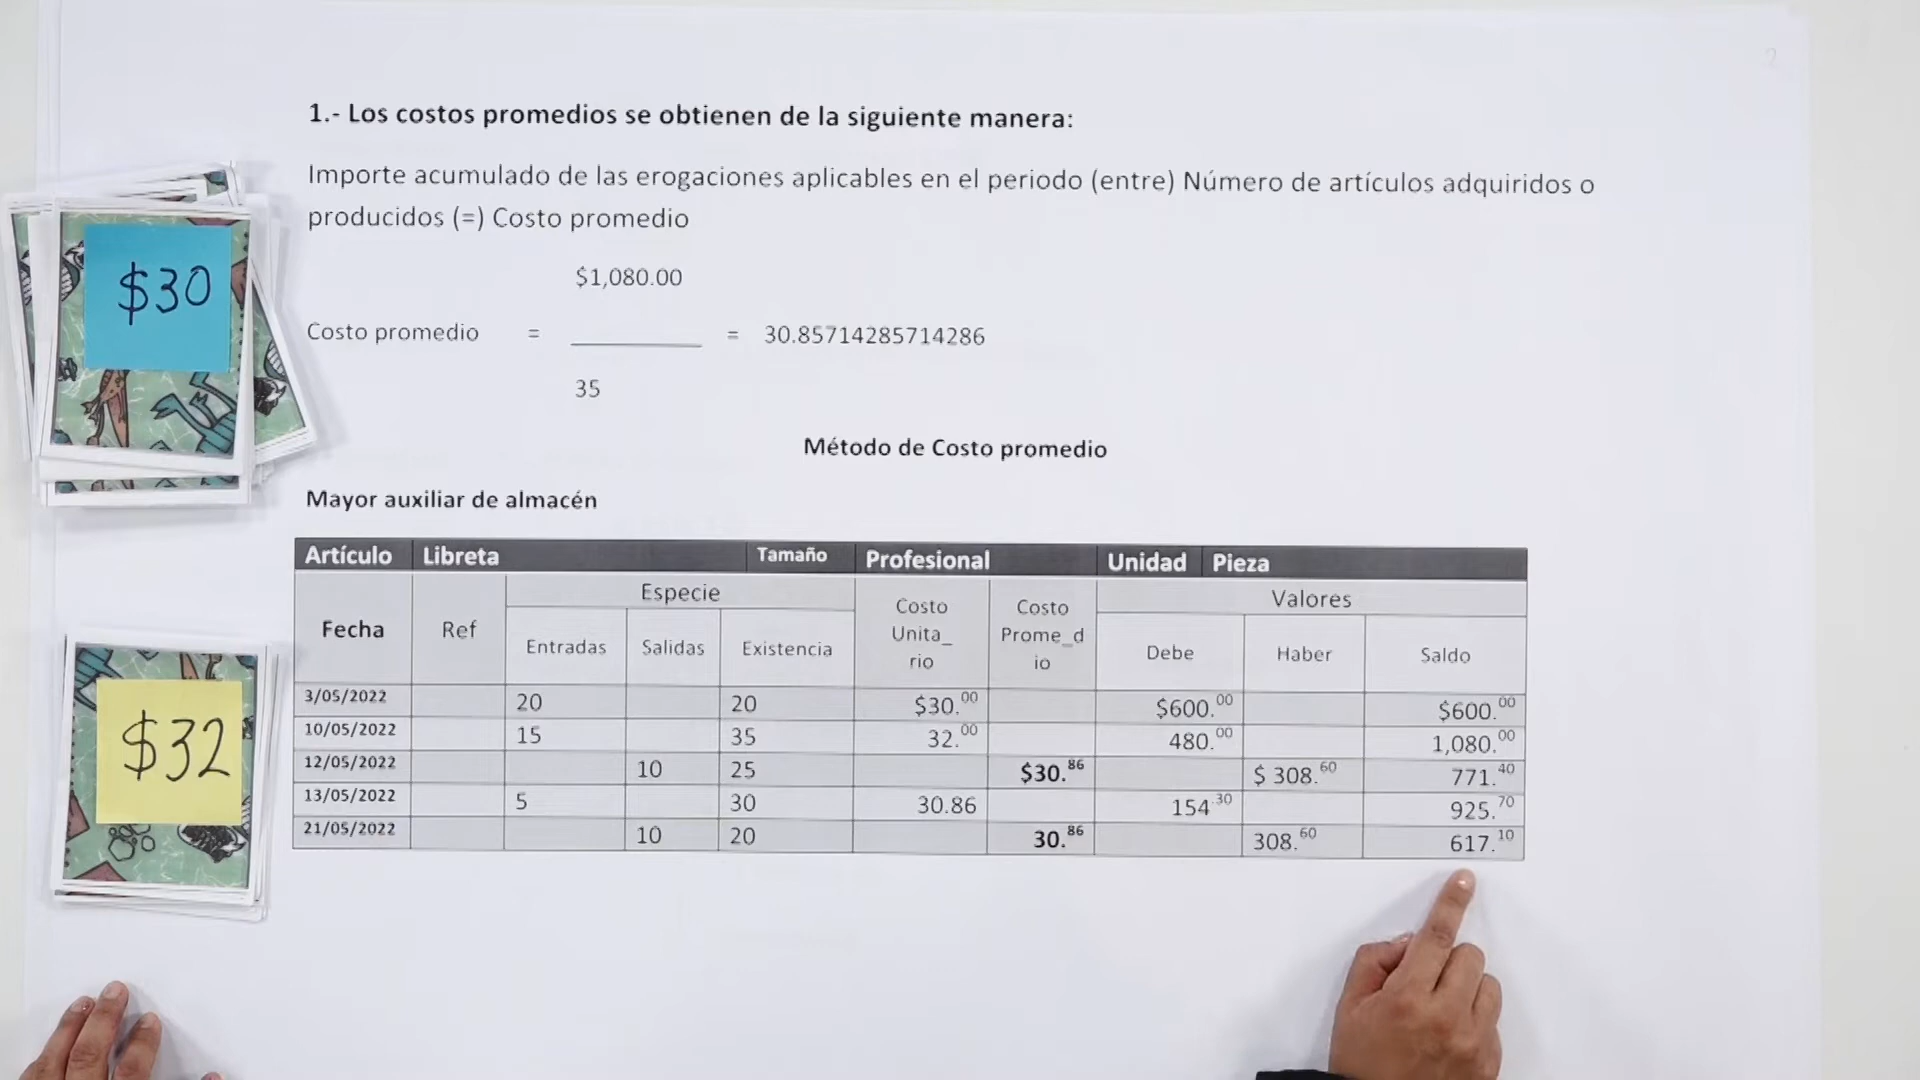 2
1.- Los costos promedios se obtienen de la siguiente manera:
Importe acumulado de las erogaciones aplicables en el periodo (entre) Número de artículos adquiridos o
producidos (=) Costo promedio
$30
$1,080.00
Costo promedio = ________ = 30.85714285714286
35
Método de Costo promedio
Mayor auxiliar de almacén
Artículo Libreta Tamaño Profesional Unidad Pieza
Fecha Ref Especie Costo Unita_ rio Costo Prome_d io Valores
Entradas Salidas Existencia Debe Haber Saldo
3/05/2022 20 20 $30.00 $600.00 $600.00
10/05/2022 15 35 32.00 480.00 1,080.00
12/05/2022 10 25 $30.86 $ 308.60 771.40
13/05/2022 5 30 30.86 154.30 925.70
21/05/2022 10 20 30.86 308.60 617.10
$32